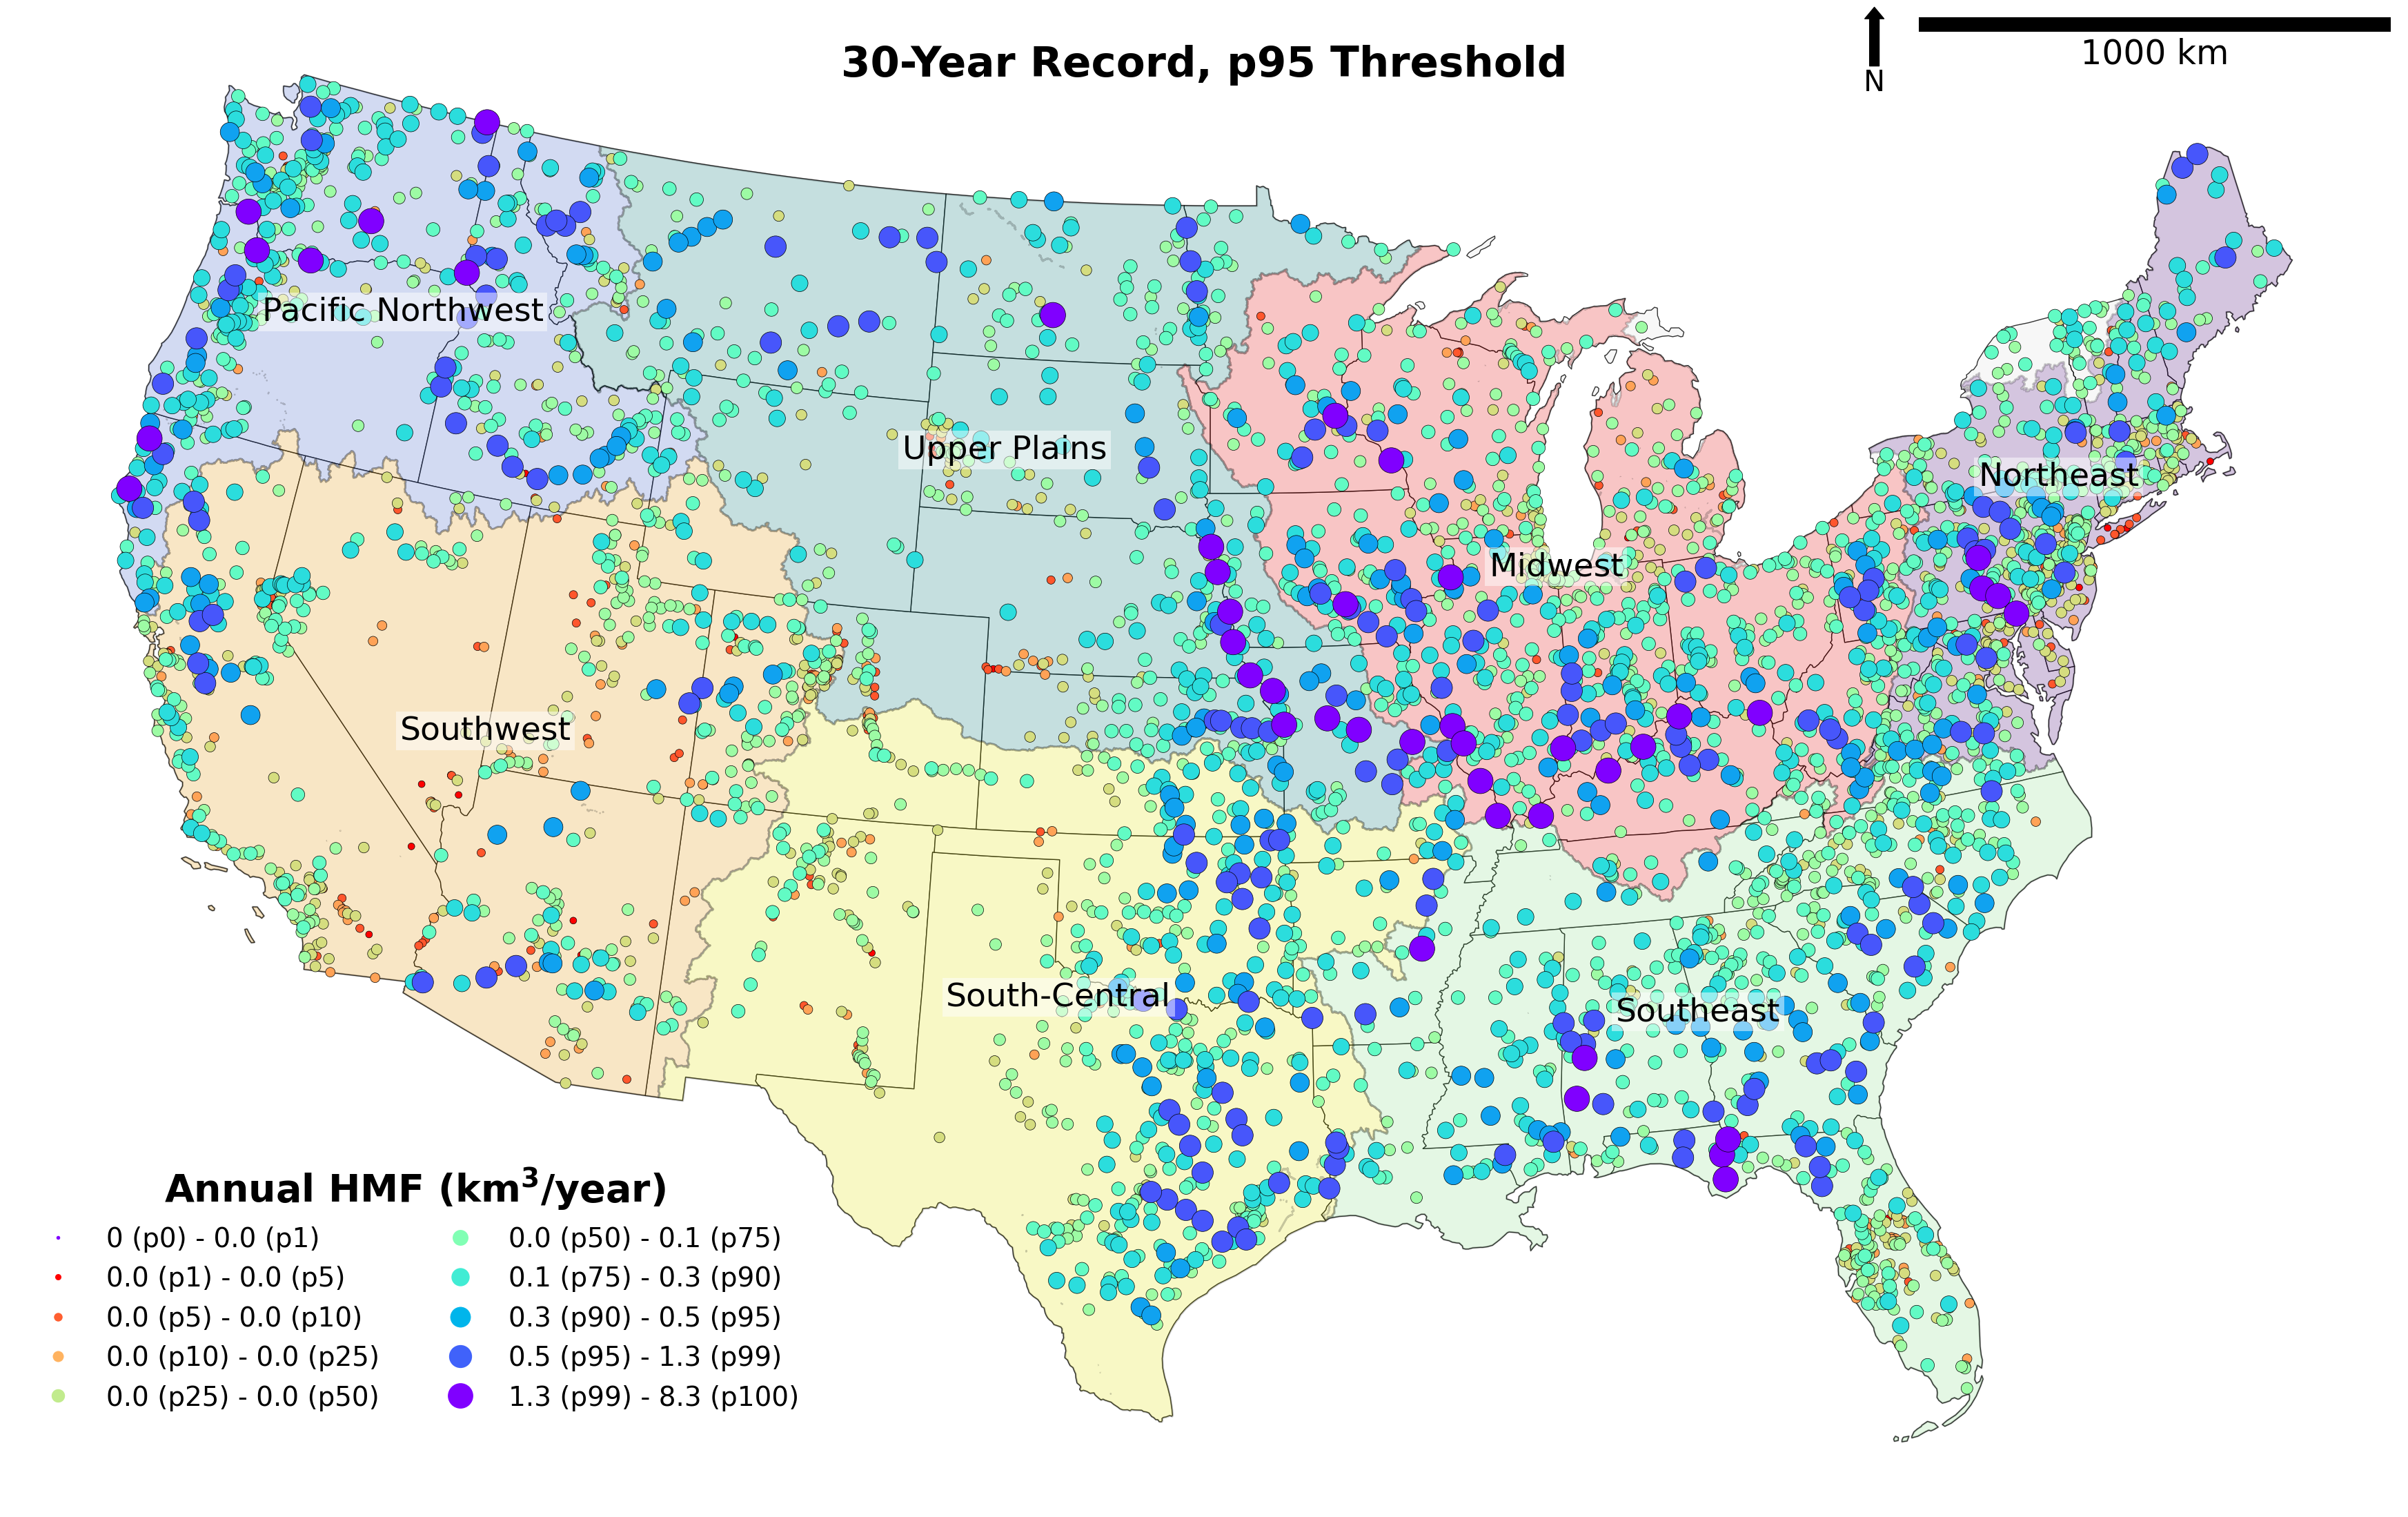 30-Year Record, p95 Threshold
1000 km
N
Pacific Northwest
Upper Plains
Northeast
Midwest
Southwest
South-Central
Southeast
Annual HMF (km³/year)
0 (p0) - 0.0 (p1)
0.0 (p1) - 0.0 (p5)
0.0 (p5) - 0.0 (p10)
0.0 (p10) - 0.0 (p25)
0.0 (p25) - 0.0 (p50)
0.0 (p50) - 0.1 (p75)
0.1 (p75) - 0.3 (p90)
0.3 (p90) - 0.5 (p95)
0.5 (p95) - 1.3 (p99)
1.3 (p99) - 8.3 (p100)